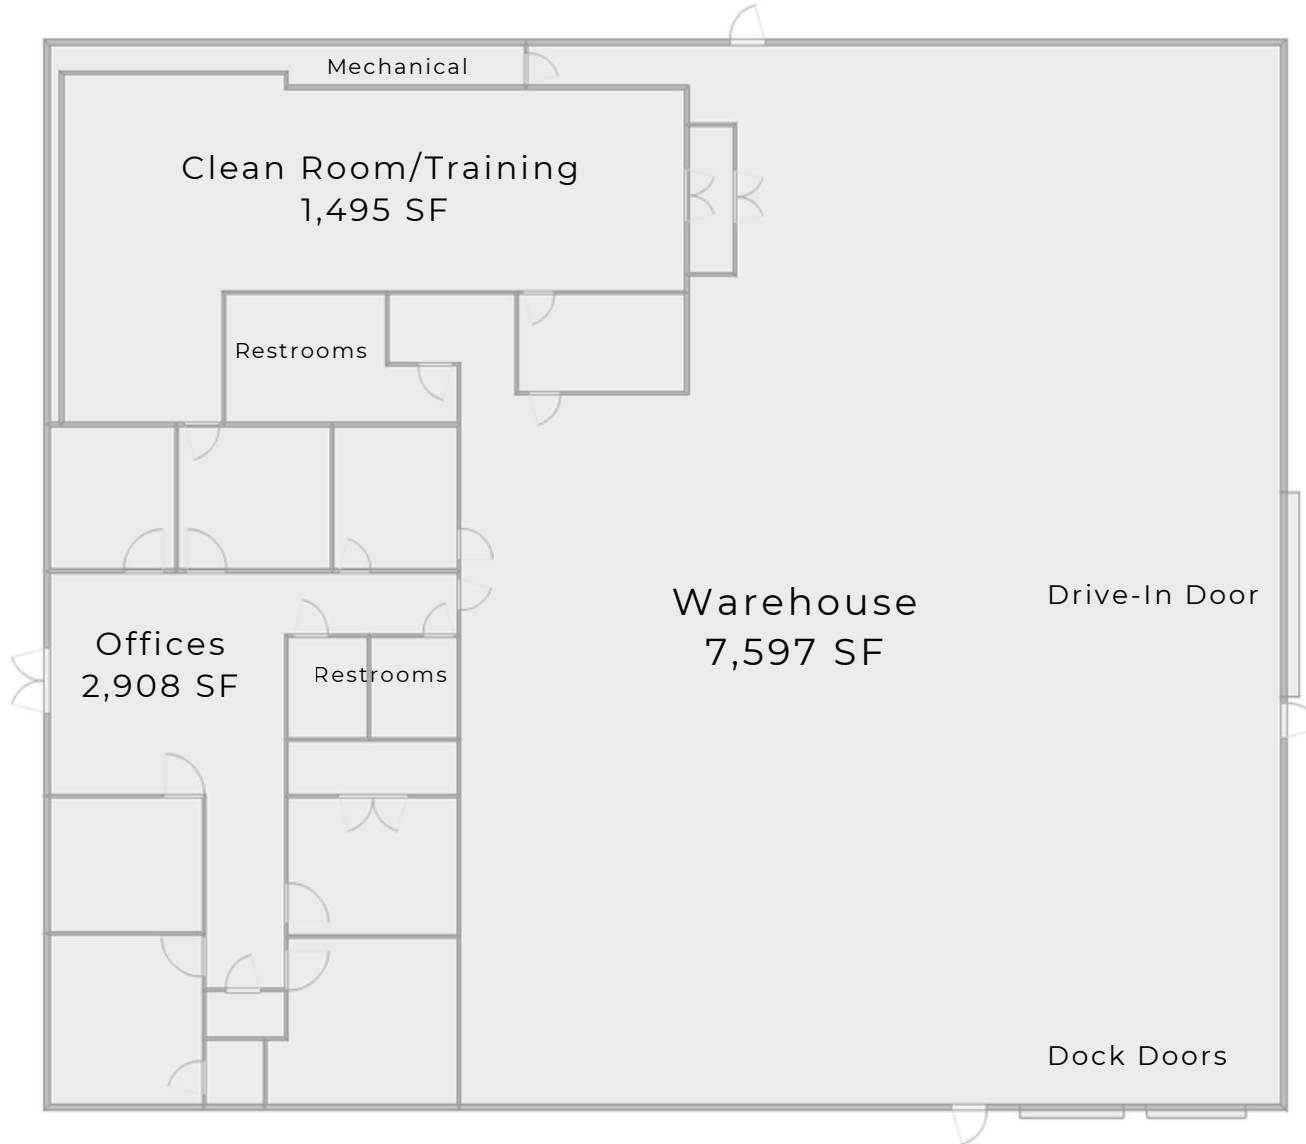 Mechanical
Clean Room/Training
1,495 SF
Restrooms
Warehouse
7,597 SF
Drive-In Door
Offices
2,908 SF
Restrooms
Dock Doors